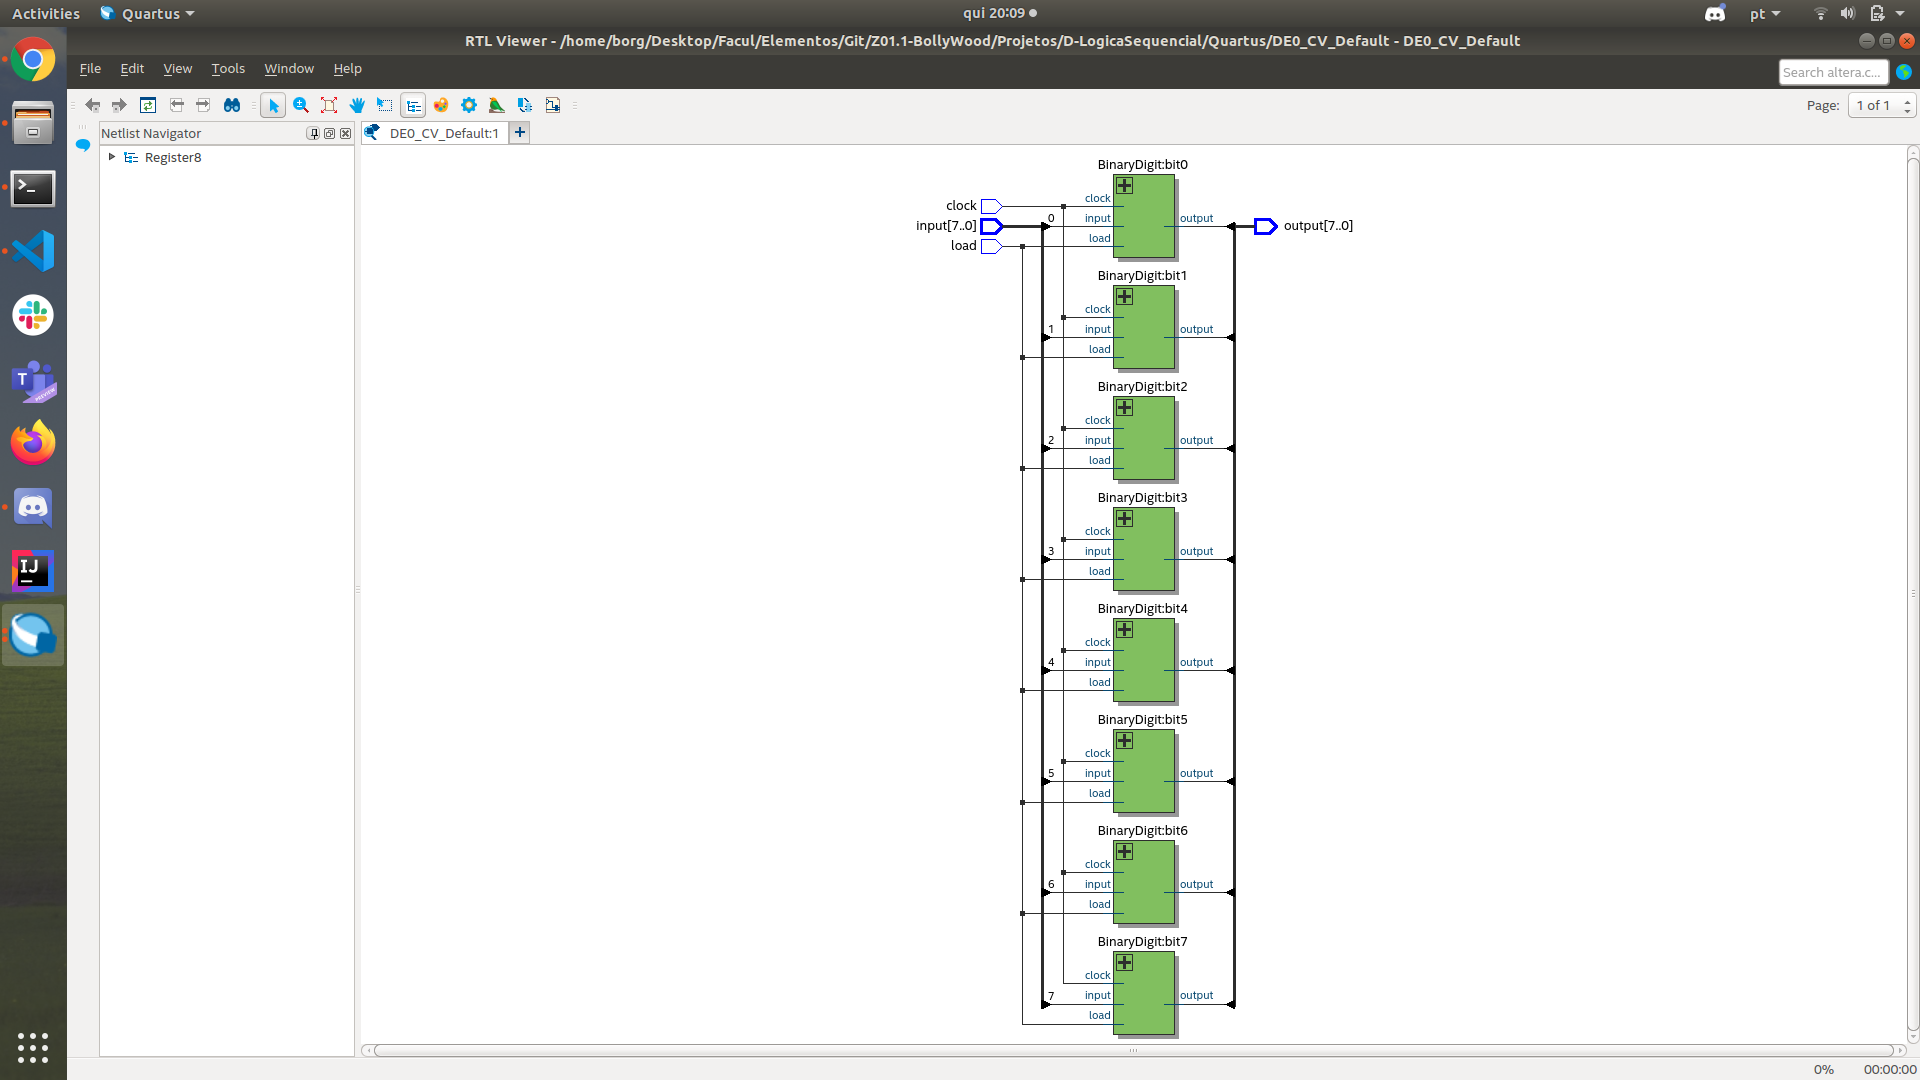 Activities Quartus qui 20:09 pt
RTL Viewer - /home/borg/Desktop/Facul/Elementos/Git/Z01.1-BollyWood/Projetos/D-LogicaSequencial/Quartus/DE0_CV_Default - DE0_CV_Default
File Edit View Tools Window Help Search altera.c...
Page: 1 of 1
Netlist Navigator DE0_CV_Default:1
Register8
BinaryDigit:bit0
clock clock
input[7..0] 0 input output output[7..0]
load load
BinaryDigit:bit1
clock
1 input output
load
BinaryDigit:bit2
clock
2 input output
load
BinaryDigit:bit3
clock
3 input output
load
BinaryDigit:bit4
clock
4 input output
load
BinaryDigit:bit5
clock
5 input output
load
BinaryDigit:bit6
clock
6 input output
load
BinaryDigit:bit7
clock
7 input output
load
T PREVIEW
IJ
0% 00:00:00